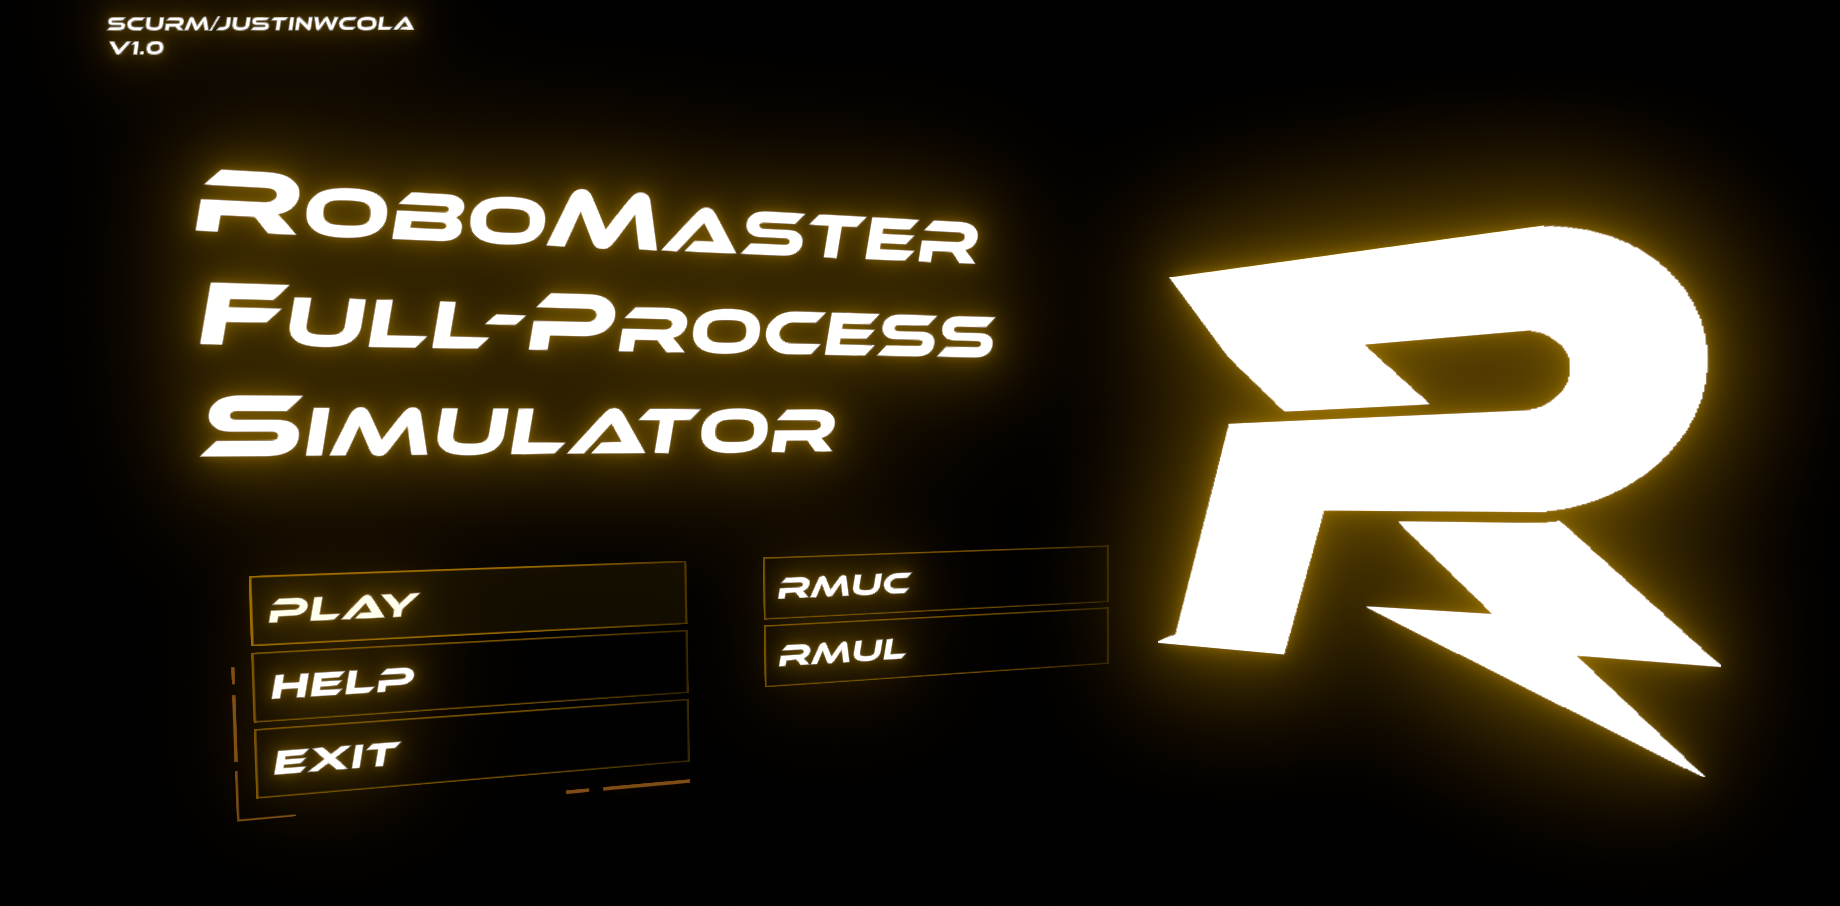 SCURM/JUSTINWCOLA
V1.0
ROBOMASTER
FULL-PROCESS
SIMULATOR
PLAY
HELP
EXIT
RMUC
RMUL